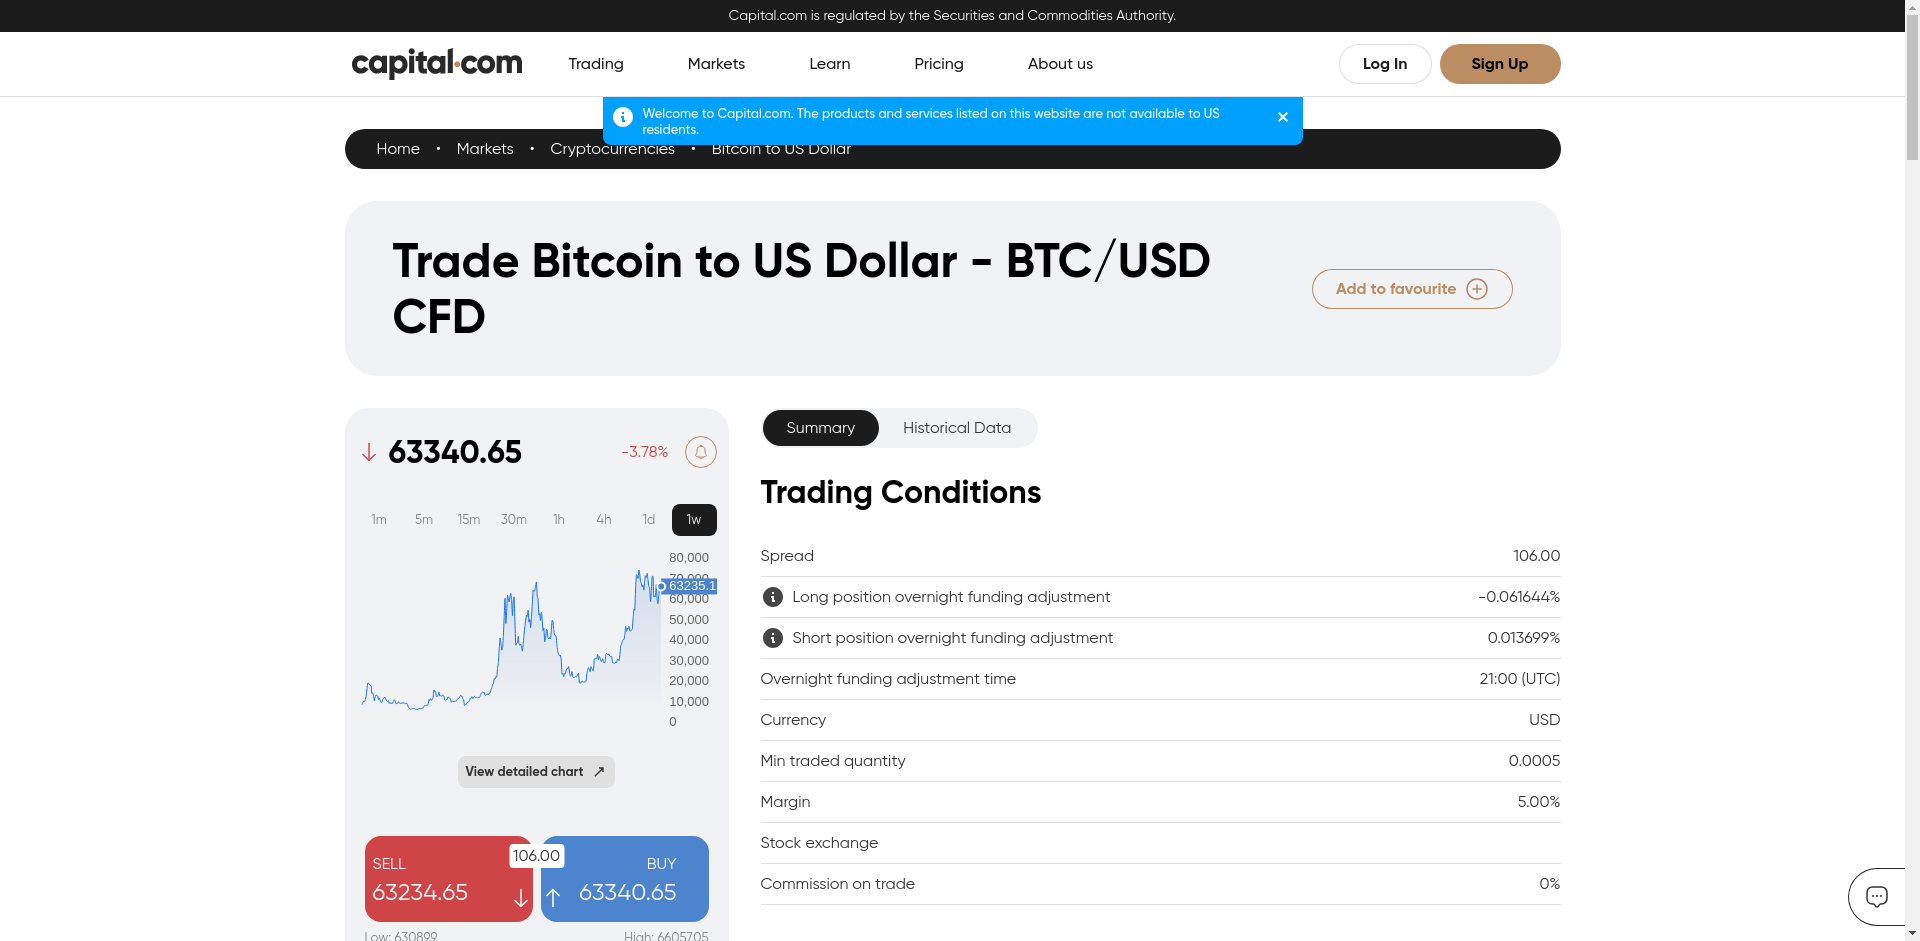 Capital.com is regulated by the Securities and Commodities Authority.
capital.com
Trading
Markets
Learn
Pricing
About us
Log In
Sign Up
Welcome to Capital.com. The products and services listed on this website are not available to US
residents.
Home • Markets • Cryptocurrencies • Bitcoin to US Dollar
Trade Bitcoin to US Dollar - BTC/USD
CFD
Add to favourite
63340.65
-3.78%
1m 5m 15m 30m 1h 4h 1d 1w
80,000
70,000
63235.1
60,000
50,000
40,000
30,000
20,000
10,000
0
View detailed chart
SELL
63234.65
106.00
BUY
63340.65
Low: 63089.9
High: 66057.05
Summary
Historical Data
Trading Conditions
Spread 106.00
Long position overnight funding adjustment -0.061644%
Short position overnight funding adjustment 0.013699%
Overnight funding adjustment time 21:00 (UTC)
Currency USD
Min traded quantity 0.0005
Margin 5.00%
Stock exchange
Commission on trade 0%